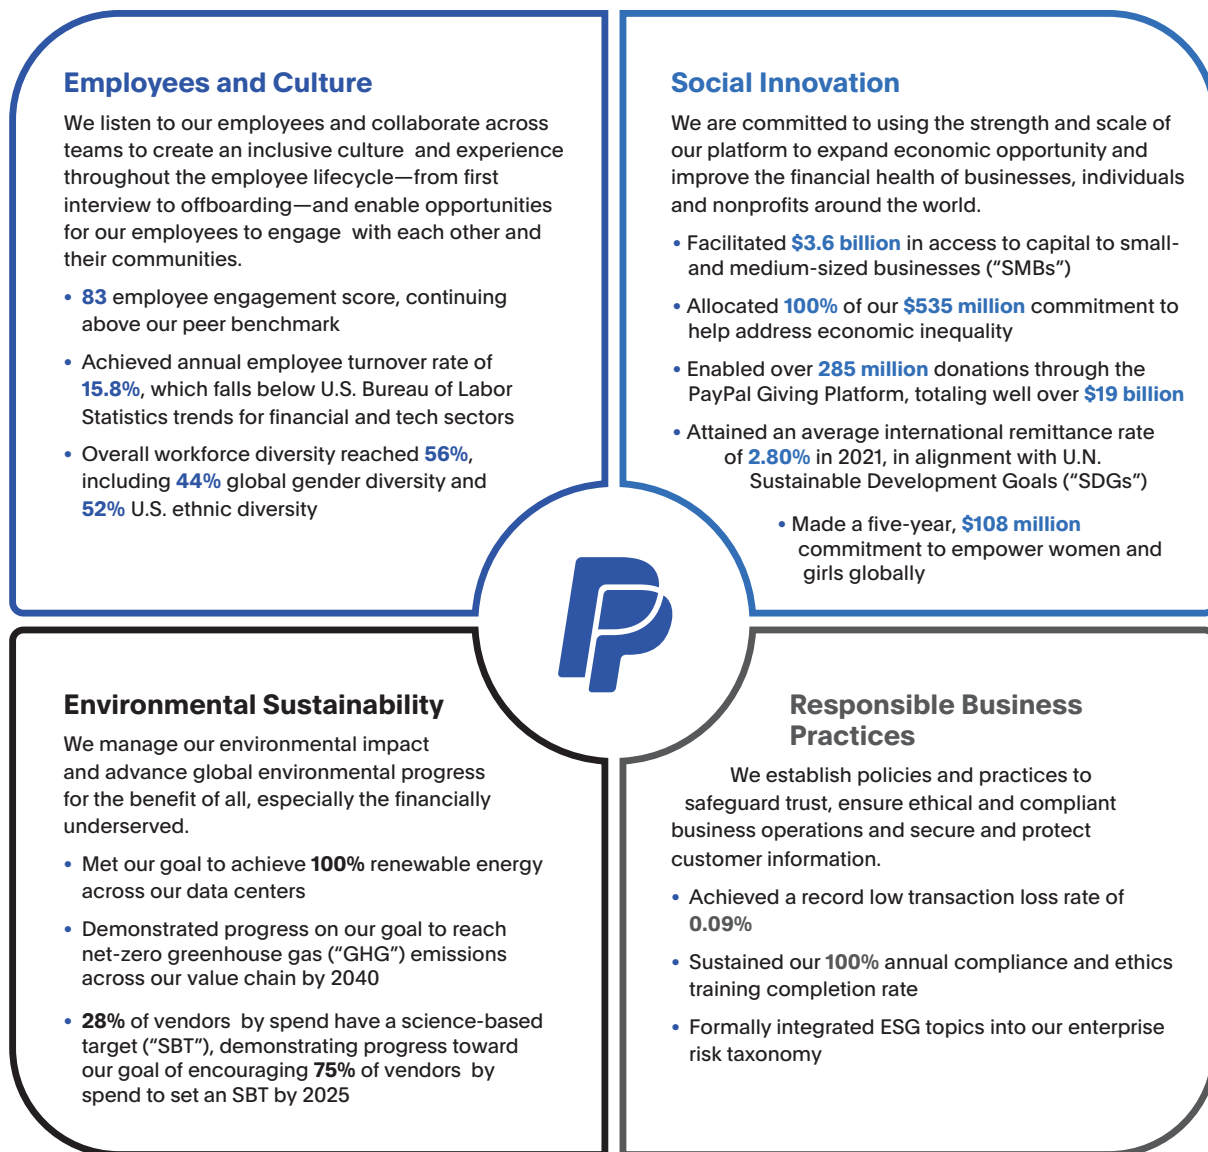 Employees and Culture
We listen to our employees and collaborate across
teams to create an inclusive culture and experience
throughout the employee lifecycle—from first
interview to offboarding—and enable opportunities
for our employees to engage with each other and
their communities.
• 83 employee engagement score, continuing
above our peer benchmark
• Achieved annual employee turnover rate of
15.8%, which falls below U.S. Bureau of Labor
Statistics trends for financial and tech sectors
• Overall workforce diversity reached 56%,
including 44% global gender diversity and
52% U.S. ethnic diversity
Social Innovation
We are committed to using the strength and scale of
our platform to expand economic opportunity and
improve the financial health of businesses, individuals
and nonprofits around the world.
• Facilitated $3.6 billion in access to capital to small-
and medium-sized businesses (“SMBs”)
• Allocated 100% of our $535 million commitment to
help address economic inequality
• Enabled over 285 million donations through the
PayPal Giving Platform, totaling well over $19 billion
• Attained an average international remittance rate
of 2.80% in 2021, in alignment with U.N.
Sustainable Development Goals (“SDGs”)
• Made a five-year, $108 million
commitment to empower women and
girls globally
Environmental Sustainability
We manage our environmental impact
and advance global environmental progress
for the benefit of all, especially the financially
underserved.
• Met our goal to achieve 100% renewable energy
across our data centers
• Demonstrated progress on our goal to reach
net-zero greenhouse gas (“GHG”) emissions
across our value chain by 2040
• 28% of vendors by spend have a science-based
target (“SBT”), demonstrating progress toward
our goal of encouraging 75% of vendors by
spend to set an SBT by 2025
Responsible Business
Practices
We establish policies and practices to
safeguard trust, ensure ethical and compliant
business operations and secure and protect
customer information.
• Achieved a record low transaction loss rate of
0.09%
• Sustained our 100% annual compliance and ethics
training completion rate
• Formally integrated ESG topics into our enterprise
risk taxonomy